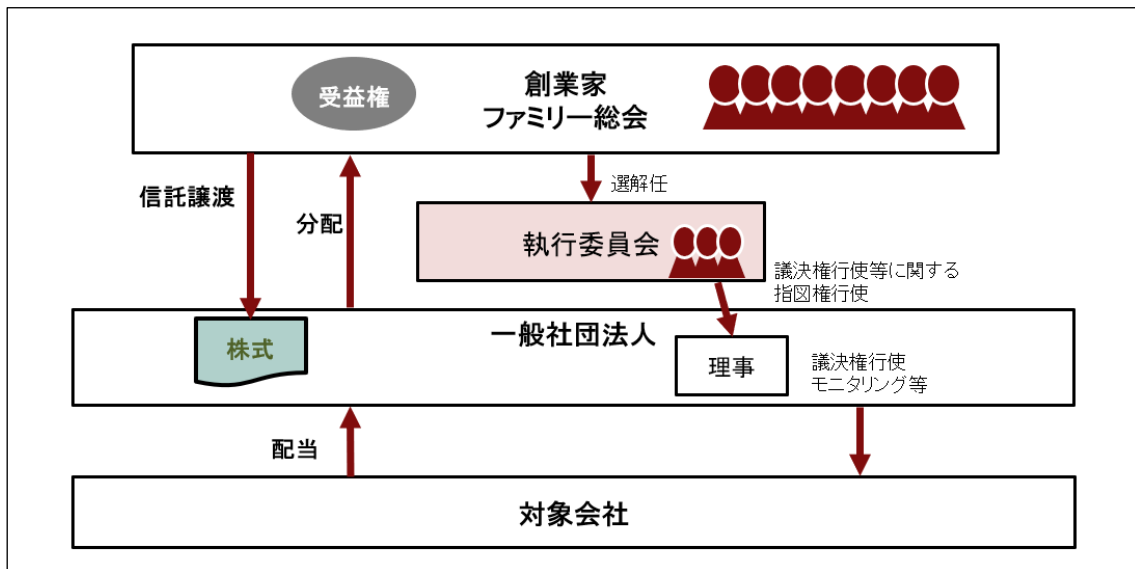 受益権
創業家
ファミリー総会
信託譲渡
分配
選解任
執行委員会
議決権行使等に関する
指図権行使
一般社団法人
株式
理事
議決権行使
モニタリング等
配当
対象会社